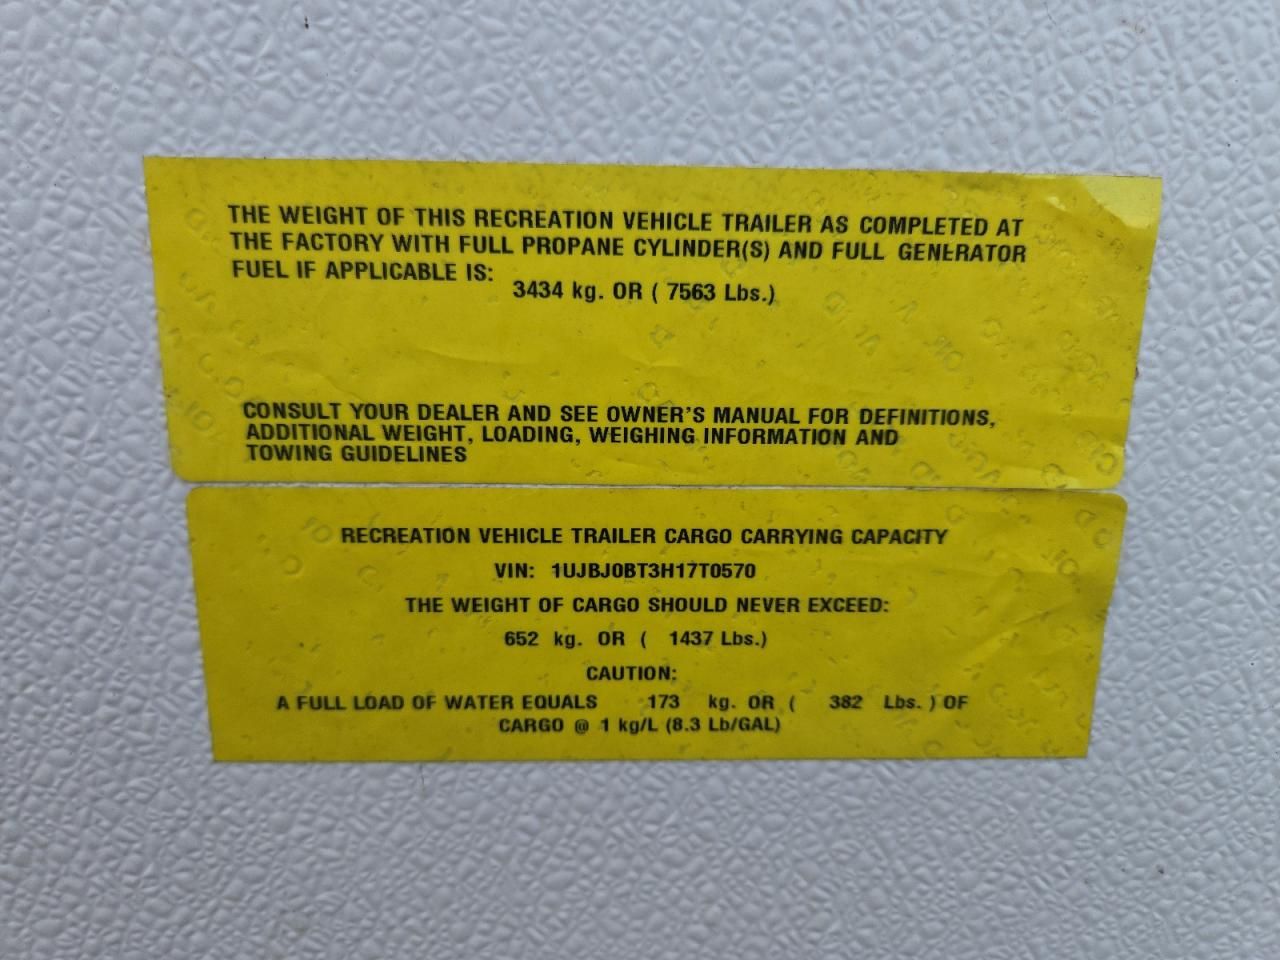 THE WEIGHT OF THIS RECREATION VEHICLE TRAILER AS COMPLETED AT
THE FACTORY WITH FULL PROPANE CYLINDER(S) AND FULL GENERATOR
FUEL IF APPLICABLE IS:
3434 kg. OR ( 7563 Lbs.)
CONSULT YOUR DEALER AND SEE OWNER'S MANUAL FOR DEFINITIONS,
ADDITIONAL WEIGHT, LOADING, WEIGHING INFORMATION AND
TOWING GUIDELINES
RECREATION VEHICLE TRAILER CARGO CARRYING CAPACITY
VIN: 1UJBJ0BT3H17T0570
THE WEIGHT OF CARGO SHOULD NEVER EXCEED:
652 kg. OR ( 1437 Lbs.)
CAUTION:
A FULL LOAD OF WATER EQUALS 173 kg. OR ( 382 Lbs. ) OF
CARGO @ 1 kg/L (8.3 Lb/GAL)